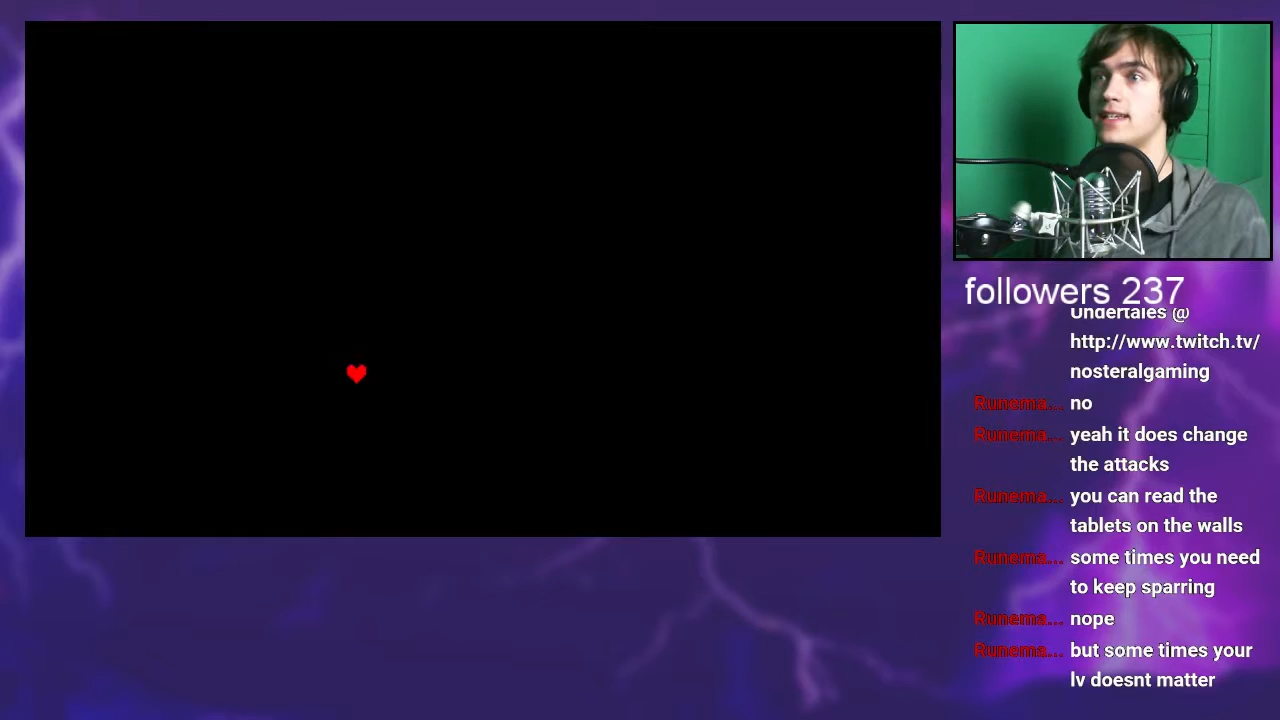 followers 237
Undertales @
http://www.twitch.tv/
nosteralgaming
Runema... no
Runema... yeah it does change
the attacks
Runema... you can read the
tablets on the walls
Runema... some times you need
to keep sparring
Runema... nope
Runema... but some times your
lv doesnt matter